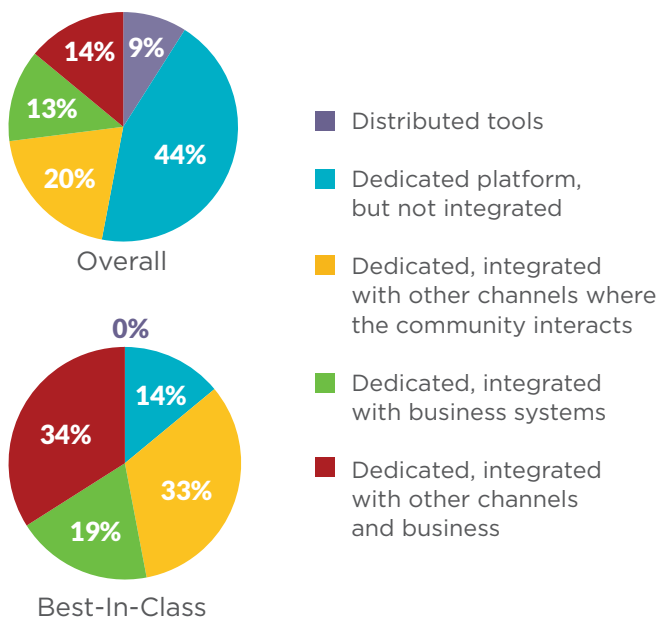 14%
9%
13%
44%
20%
Overall
0%
14%
34%
33%
19%
Best-In-Class
Distributed tools
Dedicated platform,
but not integrated
Dedicated, integrated
with other channels where
the community interacts
Dedicated, integrated
with business systems
Dedicated, integrated
with other channels
and business